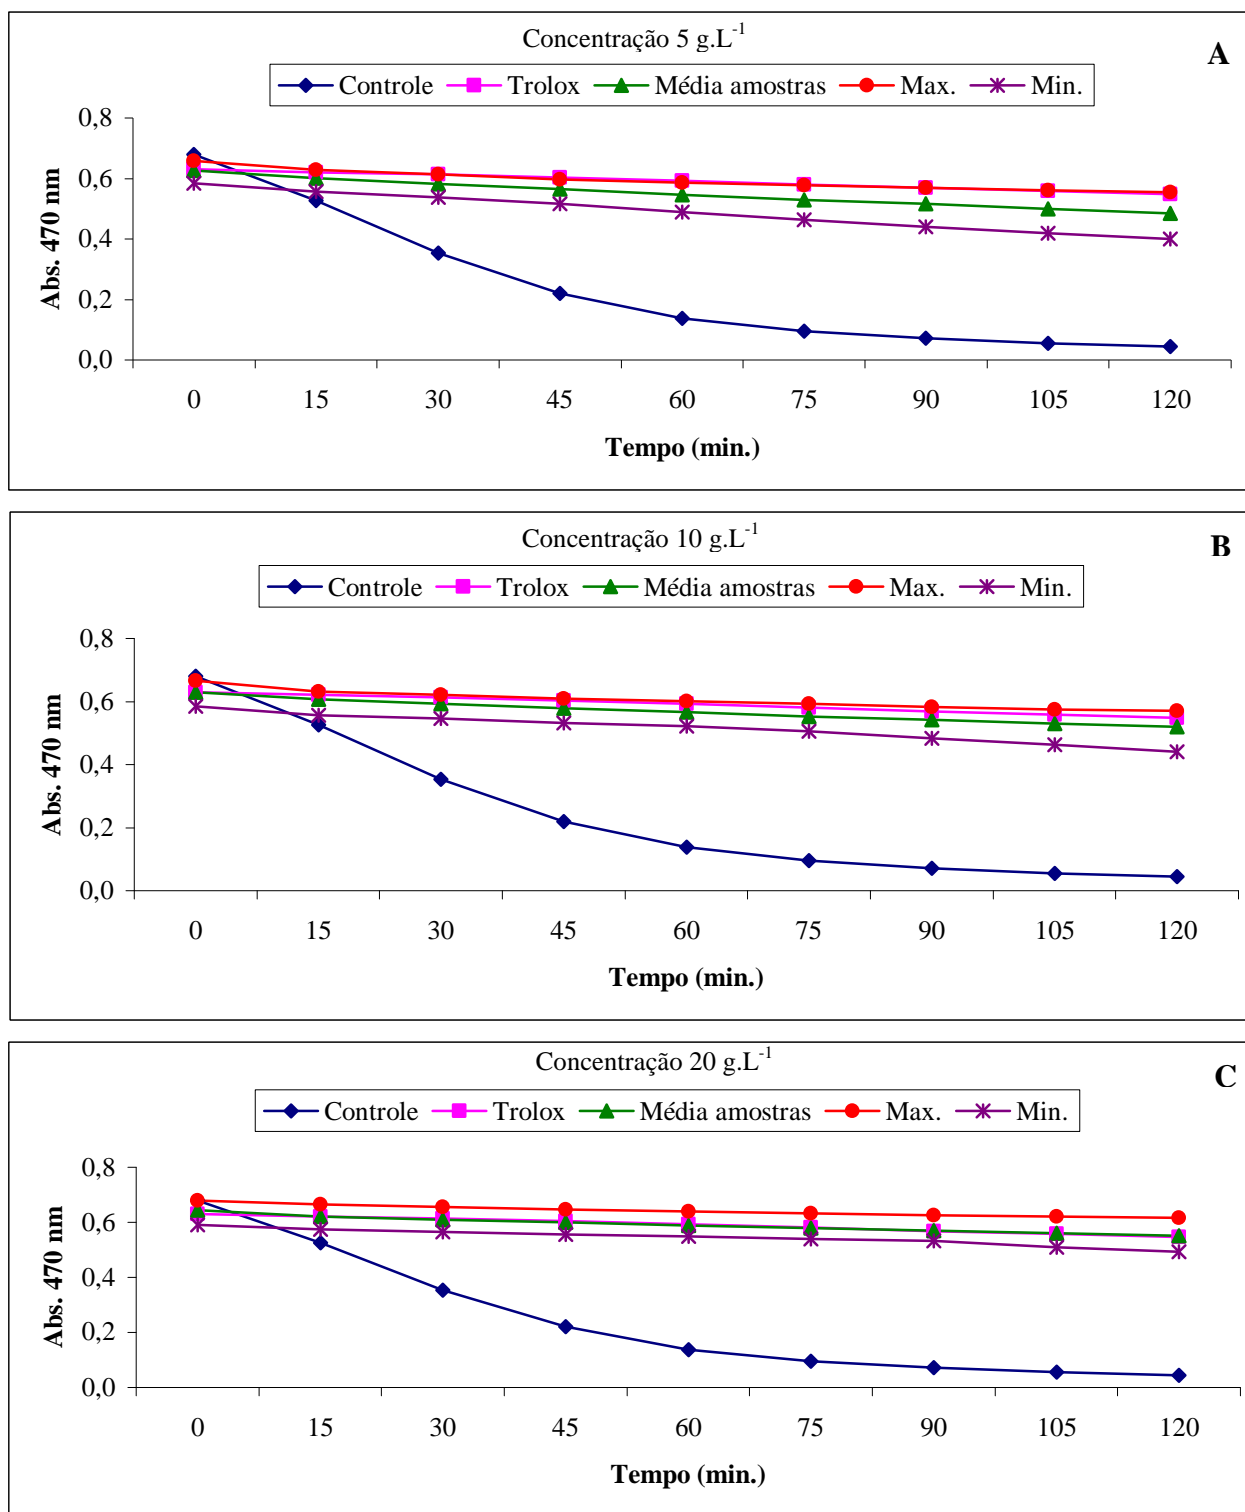 Concentração 5 g.L-1
A
Controle Trolox Média amostras Max. Min.
0,8
0,6
0,4
0,2
0,0
Abs. 470 nm
0 15 30 45 60 75 90 105 120
Tempo (min.)
Concentração 10 g.L-1
B
Controle Trolox Média amostras Max. Min.
0,8
0,6
0,4
0,2
0,0
Abs. 470 nm
0 15 30 45 60 75 90 105 120
Tempo (min.)
Concentração 20 g.L-1
C
Controle Trolox Média amostras Max. Min.
0,8
0,6
0,4
0,2
0,0
Abs. 470 nm
0 15 30 45 60 75 90 105 120
Tempo (min.)